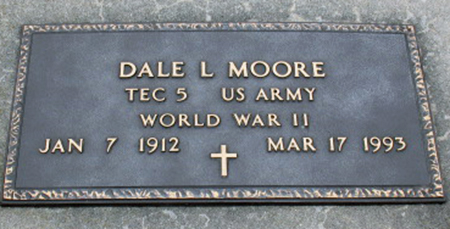 DALE L MOORE
TEC 5 US ARMY
WORLD WAR II
JAN 7 1912 MAR 17 1993